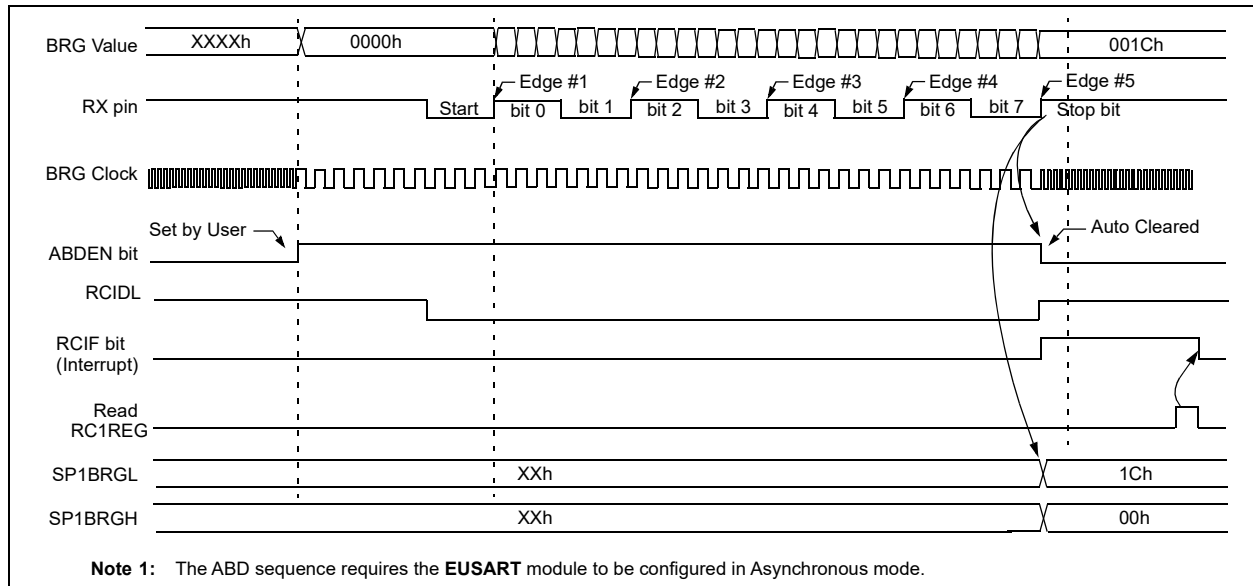 BRG Value
XXXXh
0000h
001Ch
Edge #1
Edge #2
Edge #3
Edge #4
Edge #5
RX pin
Start
bit 0
bit 1
bit 2
bit 3
bit 4
bit 5
bit 6
bit 7
Stop bit
BRG Clock
Set by User
Auto Cleared
ABDEN bit
RCIDL
RCIF bit
(Interrupt)
Read
RC1REG
SP1BRGL
XXh
1Ch
SP1BRGH
XXh
00h
Note 1: The ABD sequence requires the EUSART module to be configured in Asynchronous mode.